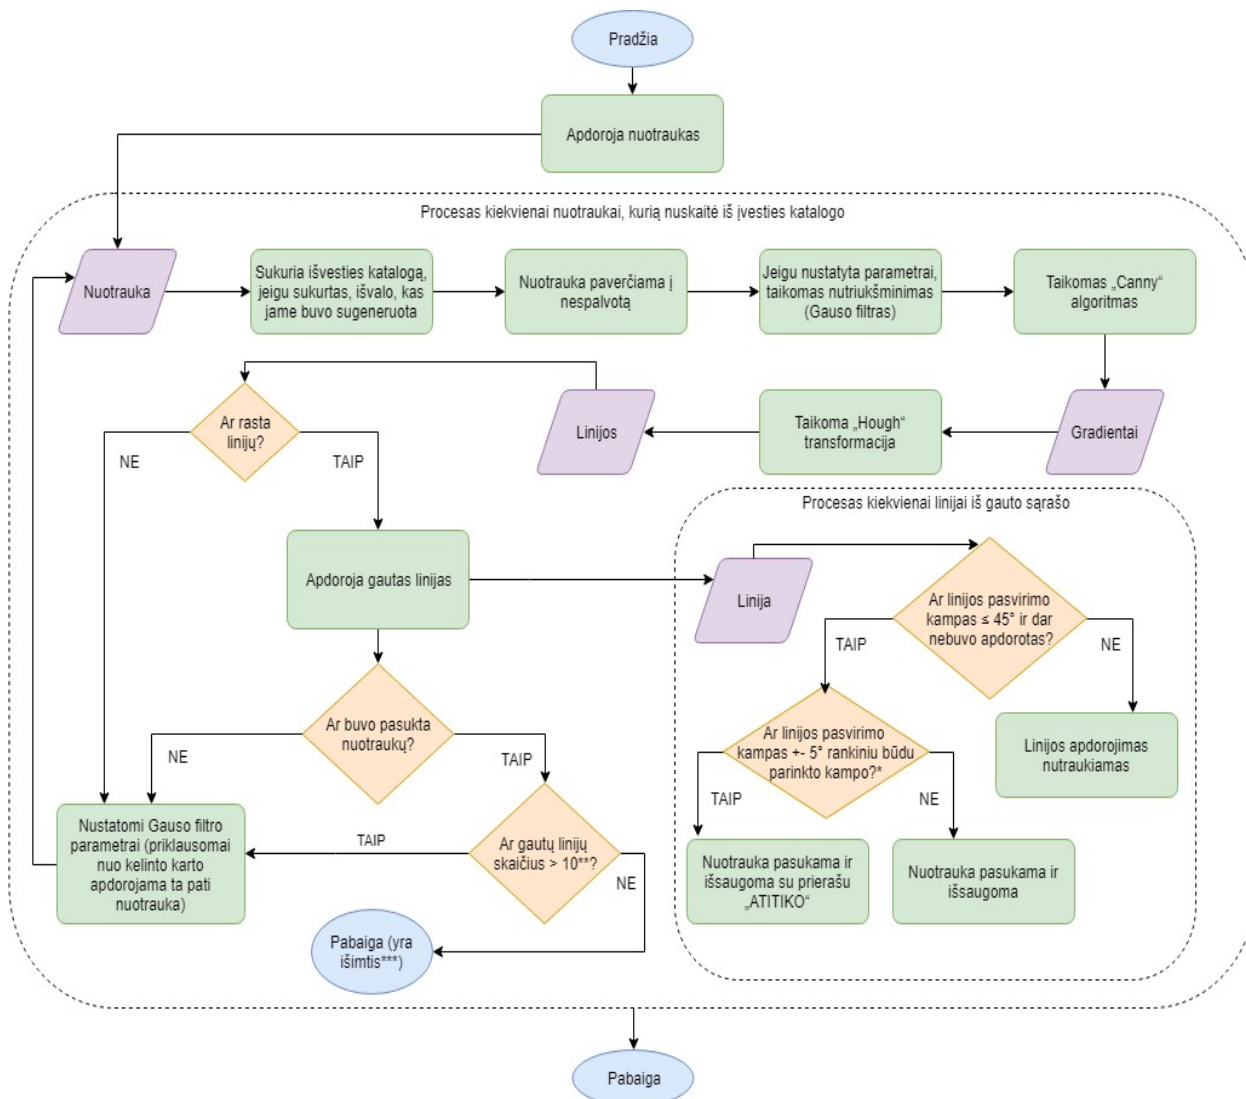 Pradžia
Apdoroja nuotraukas
Procesas kiekvienai nuotraukai, kurią nuskaitė iš įvesties katalogo
Nuotrauka
Sukuria išvesties katalogą,
jeigu sukurtas, išvalo, kas
jame buvo sugeneruota
Nuotrauka paverčiama į
nespalvotą
Jeigu nustatyta parametrai,
taikomas nutriukšminimas
(Gauso filtras)
Taikomas „Canny“
algoritmas
Ar rasta
linijų?
Linijos
Taikoma „Hough“
transformacija
Gradientai
NE
TAIP
Procesas kiekvienai linijai iš gauto sąrašo
Apdoroja gautas linijas
Linija
Ar linijos pasvirimo
kampas ≤ 45° ir dar
nebuvo apdorotas?
TAIP
NE
Ar buvo pasukta
nuotraukų?
NE
TAIP
Ar linijos pasvirimo
kampas +- 5° rankiniu būdu
parinkto kampo?*
TAIP
NE
Linijos apdorojimas
nutraukiamas
Nustatomi Gauso filtro
parametrai (priklausomai
nuo kelinto karto
apdorojama ta pati
nuotrauka)
TAIP
Ar gautų linijų
skaičius > 10**?
NE
Nuotrauka pasukama ir
išsaugoma su prierašu
„ATITIKO“
Nuotrauka pasukama ir
išsaugoma
Pabaiga (yra
išimtis***)
Pabaiga